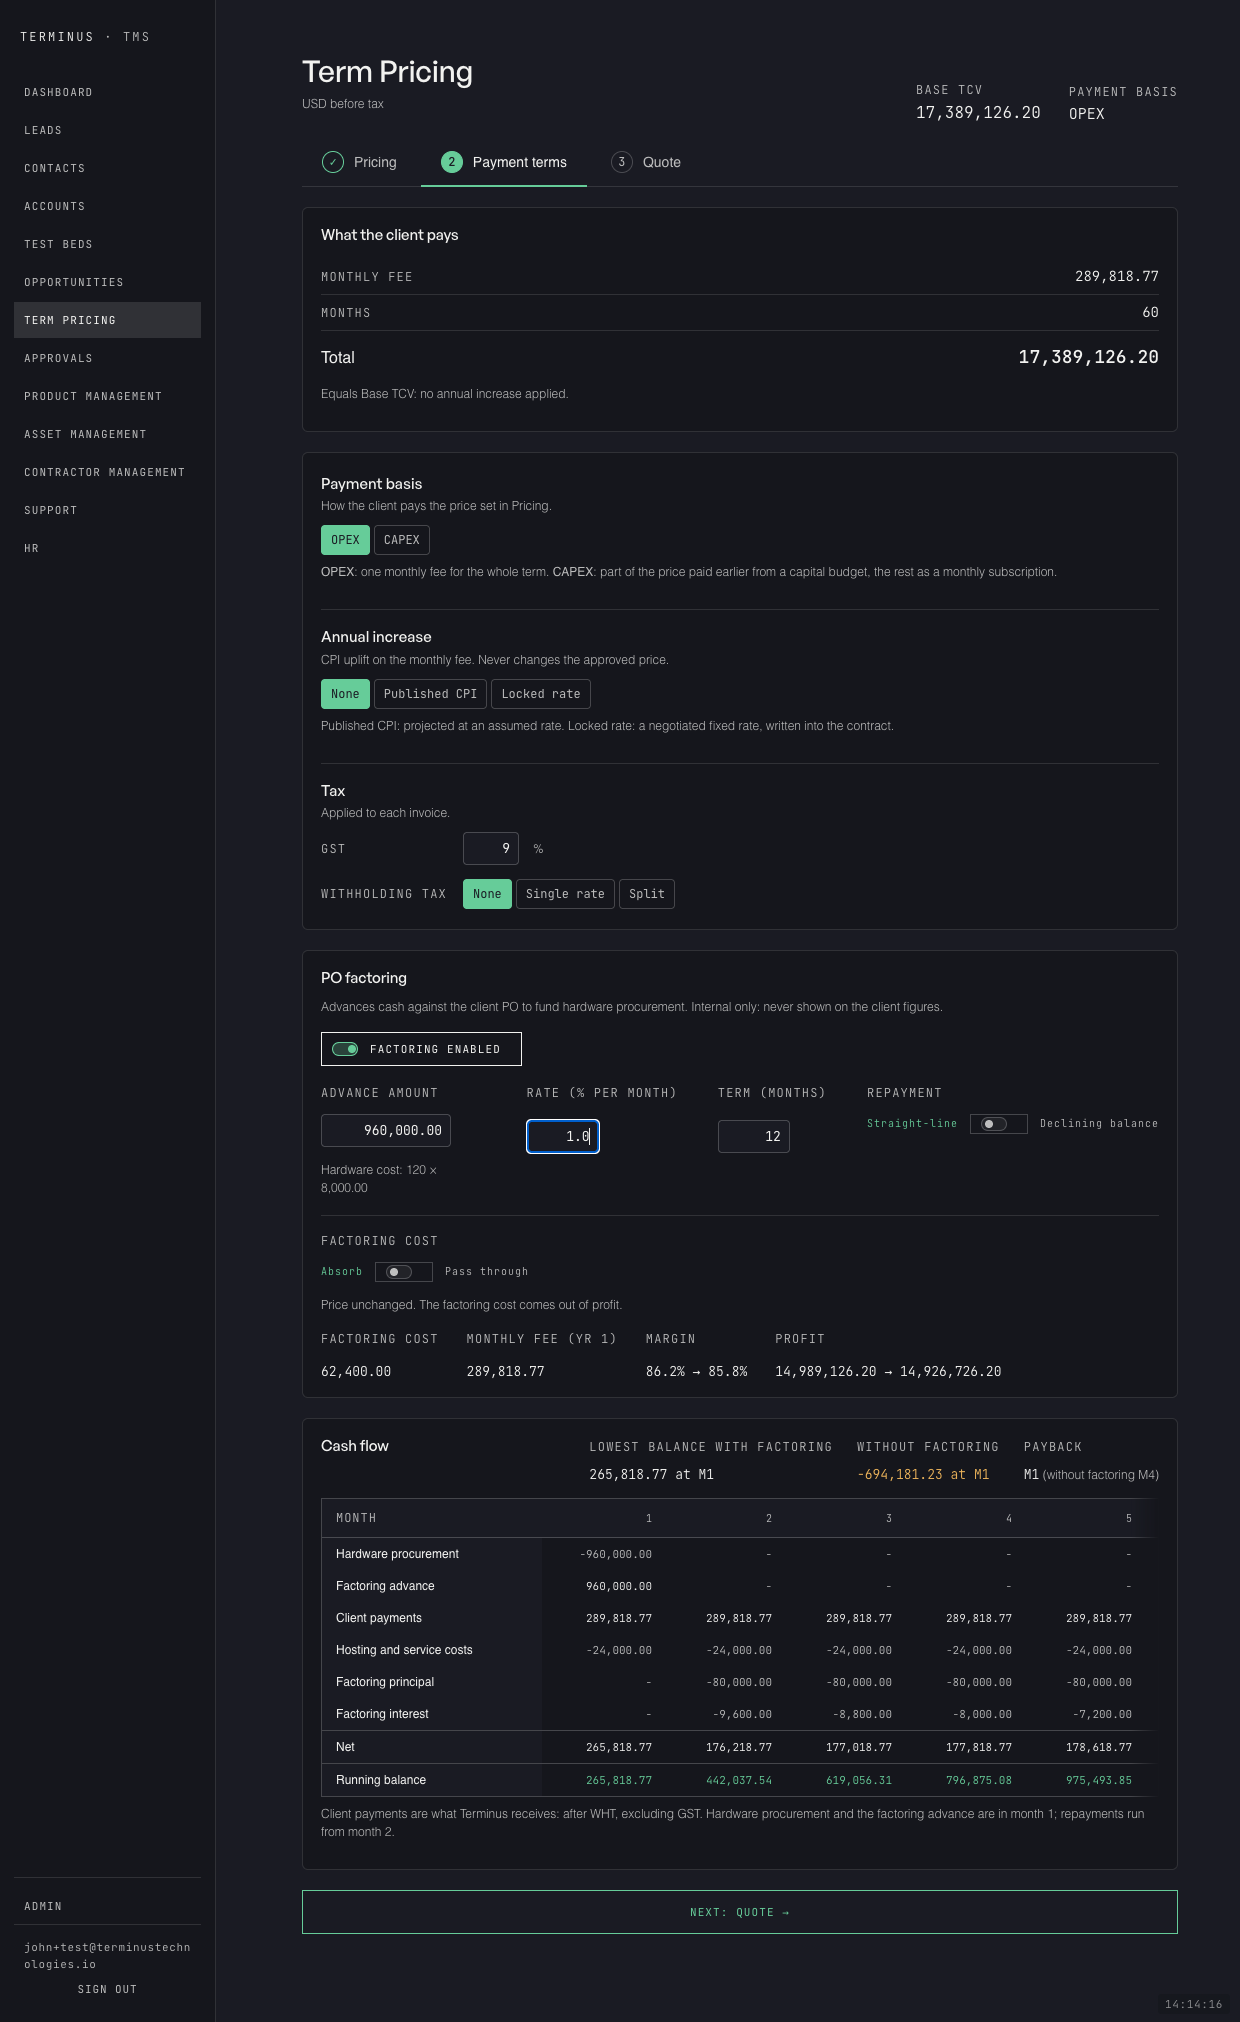 TERMINUS · TMS
DASHBOARD
LEADS
CONTACTS
ACCOUNTS
TEST BEDS
OPPORTUNITIES
TERM PRICING
APPROVALS
PRODUCT MANAGEMENT
ASSET MANAGEMENT
CONTRACTOR MANAGEMENT
SUPPORT
HR
ADMIN
john+test@terminustechn
ologies.io
SIGN OUT
Term Pricing
USD before tax
BASE TCV
17,389,126.20
PAYMENT BASIS
OPEX
✓ Pricing
2 Payment terms
3 Quote
What the client pays
MONTHLY FEE 289,818.77
MONTHS 60
Total 17,389,126.20
Equals Base TCV: no annual increase applied.
Payment basis
How the client pays the price set in Pricing.
OPEX CAPEX
OPEX: one monthly fee for the whole term. CAPEX: part of the price paid earlier from a capital budget, the rest as a monthly subscription.
Annual increase
CPI uplift on the monthly fee. Never changes the approved price.
None Published CPI Locked rate
Published CPI: projected at an assumed rate. Locked rate: a negotiated fixed rate, written into the contract.
Tax
Applied to each invoice.
GST 9 %
WITHHOLDING TAX None Single rate Split
PO factoring
Advances cash against the client PO to fund hardware procurement. Internal only: never shown on the client figures.
FACTORING ENABLED
ADVANCE AMOUNT RATE (% PER MONTH) TERM (MONTHS) REPAYMENT
960,000.00 1.0 12 Straight-line Declining balance
Hardware cost: 120 ×
8,000.00
FACTORING COST
Absorb Pass through
Price unchanged. The factoring cost comes out of profit.
FACTORING COST MONTHLY FEE (YR 1) MARGIN PROFIT
62,400.00 289,818.77 86.2% → 85.8% 14,989,126.20 → 14,926,726.20
Cash flow
LOWEST BALANCE WITH FACTORING WITHOUT FACTORING PAYBACK
265,818.77 at M1 -694,181.23 at M1 M1 (without factoring M4)
MONTH 1 2 3 4 5
Hardware procurement -960,000.00 - - - -
Factoring advance 960,000.00 - - - -
Client payments 289,818.77 289,818.77 289,818.77 289,818.77 289,818.77
Hosting and service costs -24,000.00 -24,000.00 -24,000.00 -24,000.00 -24,000.00
Factoring principal - -80,000.00 -80,000.00 -80,000.00 -80,000.00
Factoring interest - -9,600.00 -8,800.00 -8,000.00 -7,200.00
Net 265,818.77 176,218.77 177,018.77 177,818.77 178,618.77
Running balance 265,818.77 442,037.54 619,056.31 796,875.08 975,493.85
Client payments are what Terminus receives: after WHT, excluding GST. Hardware procurement and the factoring advance are in month 1; repayments run
from month 2.
NEXT: QUOTE →
14:14:16